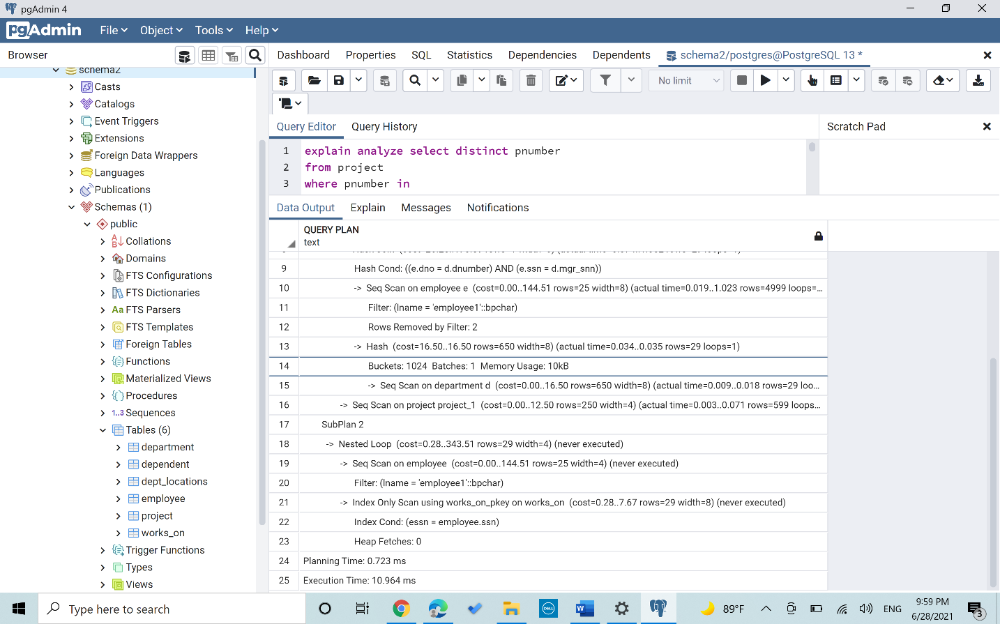 pgAdmin 4
pgAdmin File Object Tools Help
Browser
Dashboard Properties SQL Statistics Dependencies Dependents schema2/postgres@PostgreSQL 13 *
No limit
schema2
Casts
Catalogs
Event Triggers
Extensions
Foreign Data Wrappers
Languages
Publications
Schemas (1)
public
Collations
Domains
FTS Configurations
FTS Dictionaries
Aa FTS Parsers
FTS Templates
Foreign Tables
Functions
Materialized Views
Procedures
1..3 Sequences
Tables (6)
department
dependent
dept_locations
employee
project
works_on
Trigger Functions
Types
Views
Query Editor Query History
Scratch Pad
1 explain analyze select distinct pnumber
2 from project
3 where pnumber in
Data Output Explain Messages Notifications
QUERY PLAN
text
9 Hash Cond: ((e.dno = d.dnumber) AND (e.ssn = d.mgr_snn))
10 -> Seq Scan on employee e (cost=0.00..144.51 rows=25 width=8) (actual time=0.019..1.023 rows=4999 loops=...
11 Filter: (lname = 'employee1'::bpchar)
12 Rows Removed by Filter: 2
13 -> Hash (cost=16.50..16.50 rows=650 width=8) (actual time=0.034..0.035 rows=29 loops=1)
14 Buckets: 1024 Batches: 1 Memory Usage: 10kB
15 -> Seq Scan on department d (cost=0.00..16.50 rows=650 width=8) (actual time=0.009..0.018 rows=29 loo...
16 -> Seq Scan on project project_1 (cost=0.00..12.50 rows=250 width=4) (actual time=0.003..0.071 rows=599 loops...
17 SubPlan 2
18 -> Nested Loop (cost=0.28..343.51 rows=29 width=4) (never executed)
19 -> Seq Scan on employee (cost=0.00..144.51 rows=25 width=4) (never executed)
20 Filter: (lname = 'employee1'::bpchar)
21 -> Index Only Scan using works_on_pkey on works_on (cost=0.28..7.67 rows=29 width=8) (never executed)
22 Index Cond: (essn = employee.ssn)
23 Heap Fetches: 0
24 Planning Time: 0.723 ms
25 Execution Time: 10.964 ms
Type here to search
DELL
W
89°F
ENG
9:59 PM
6/28/2021
3